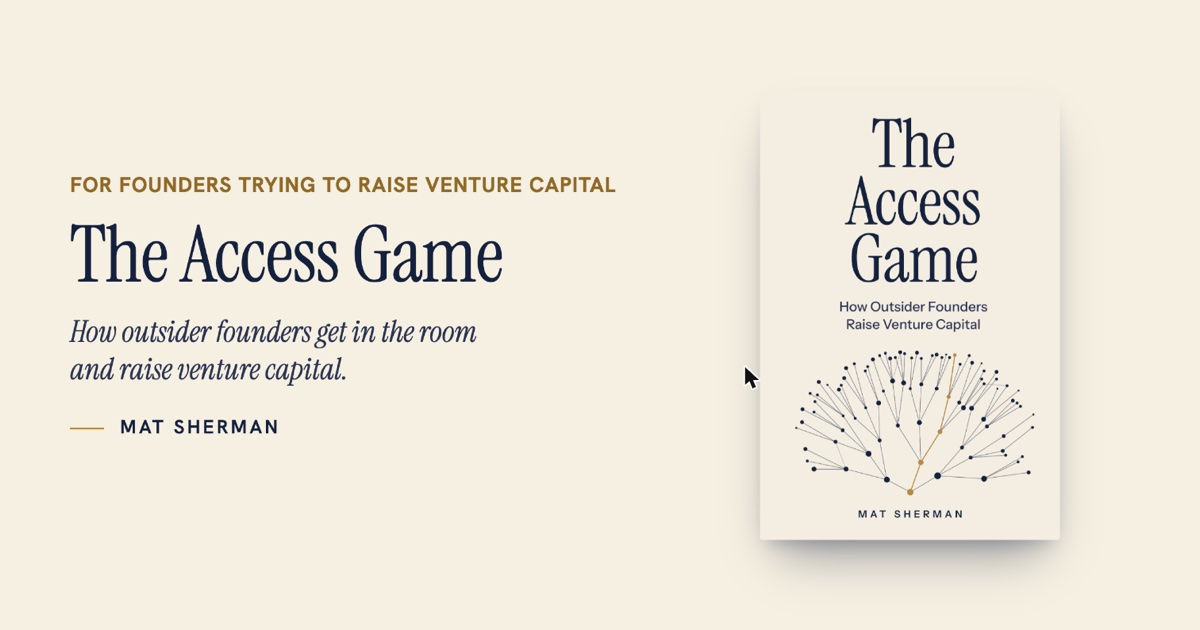 FOR FOUNDERS TRYING TO RAISE VENTURE CAPITAL
The Access Game
How outsider founders get in the room
and raise venture capital.
MAT SHERMAN
The
Access
Game
How Outsider Founders
Raise Venture Capital
MAT SHERMAN